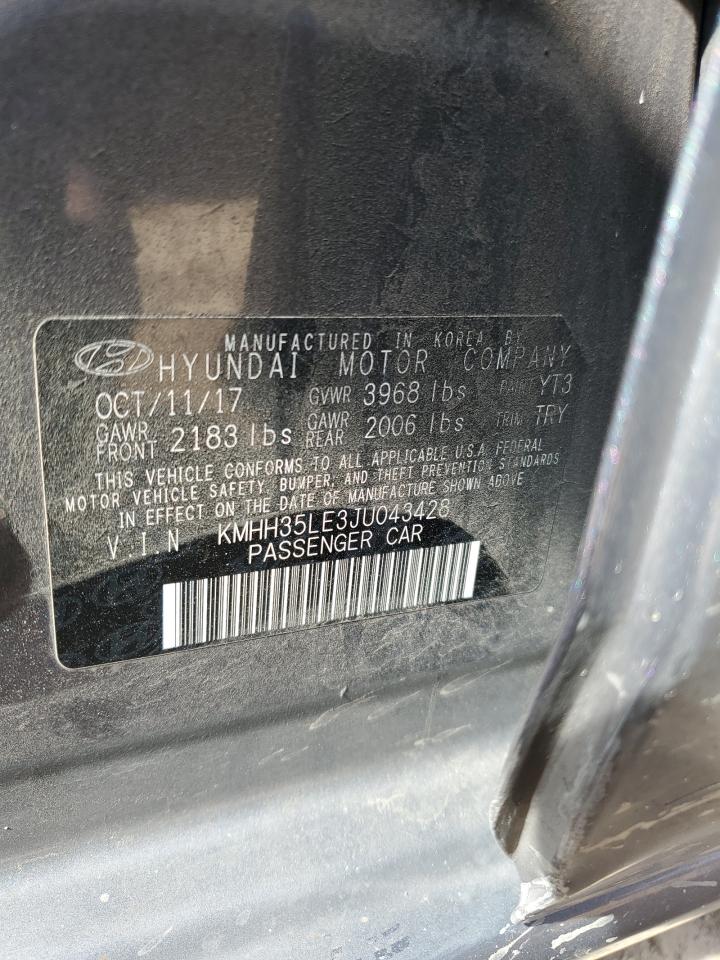 MANUFACTURED IN KOREA BY
HYUNDAI MOTOR COMPANY
OCT/11/17 GVWR 3968 lbs PAINT YT3
GAWR FRONT 2183 lbs GAWR REAR 2006 lbs TRIM TRY
THIS VEHICLE CONFORMS TO ALL APPLICABLE U.S.A. FEDERAL
MOTOR VEHICLE SAFETY, BUMPER, AND THEFT PREVENTION STANDARDS
IN EFFECT ON THE DATE OF MANUFACTURE SHOWN ABOVE
V.I.N KMHH35LE3JU043428
PASSENGER CAR